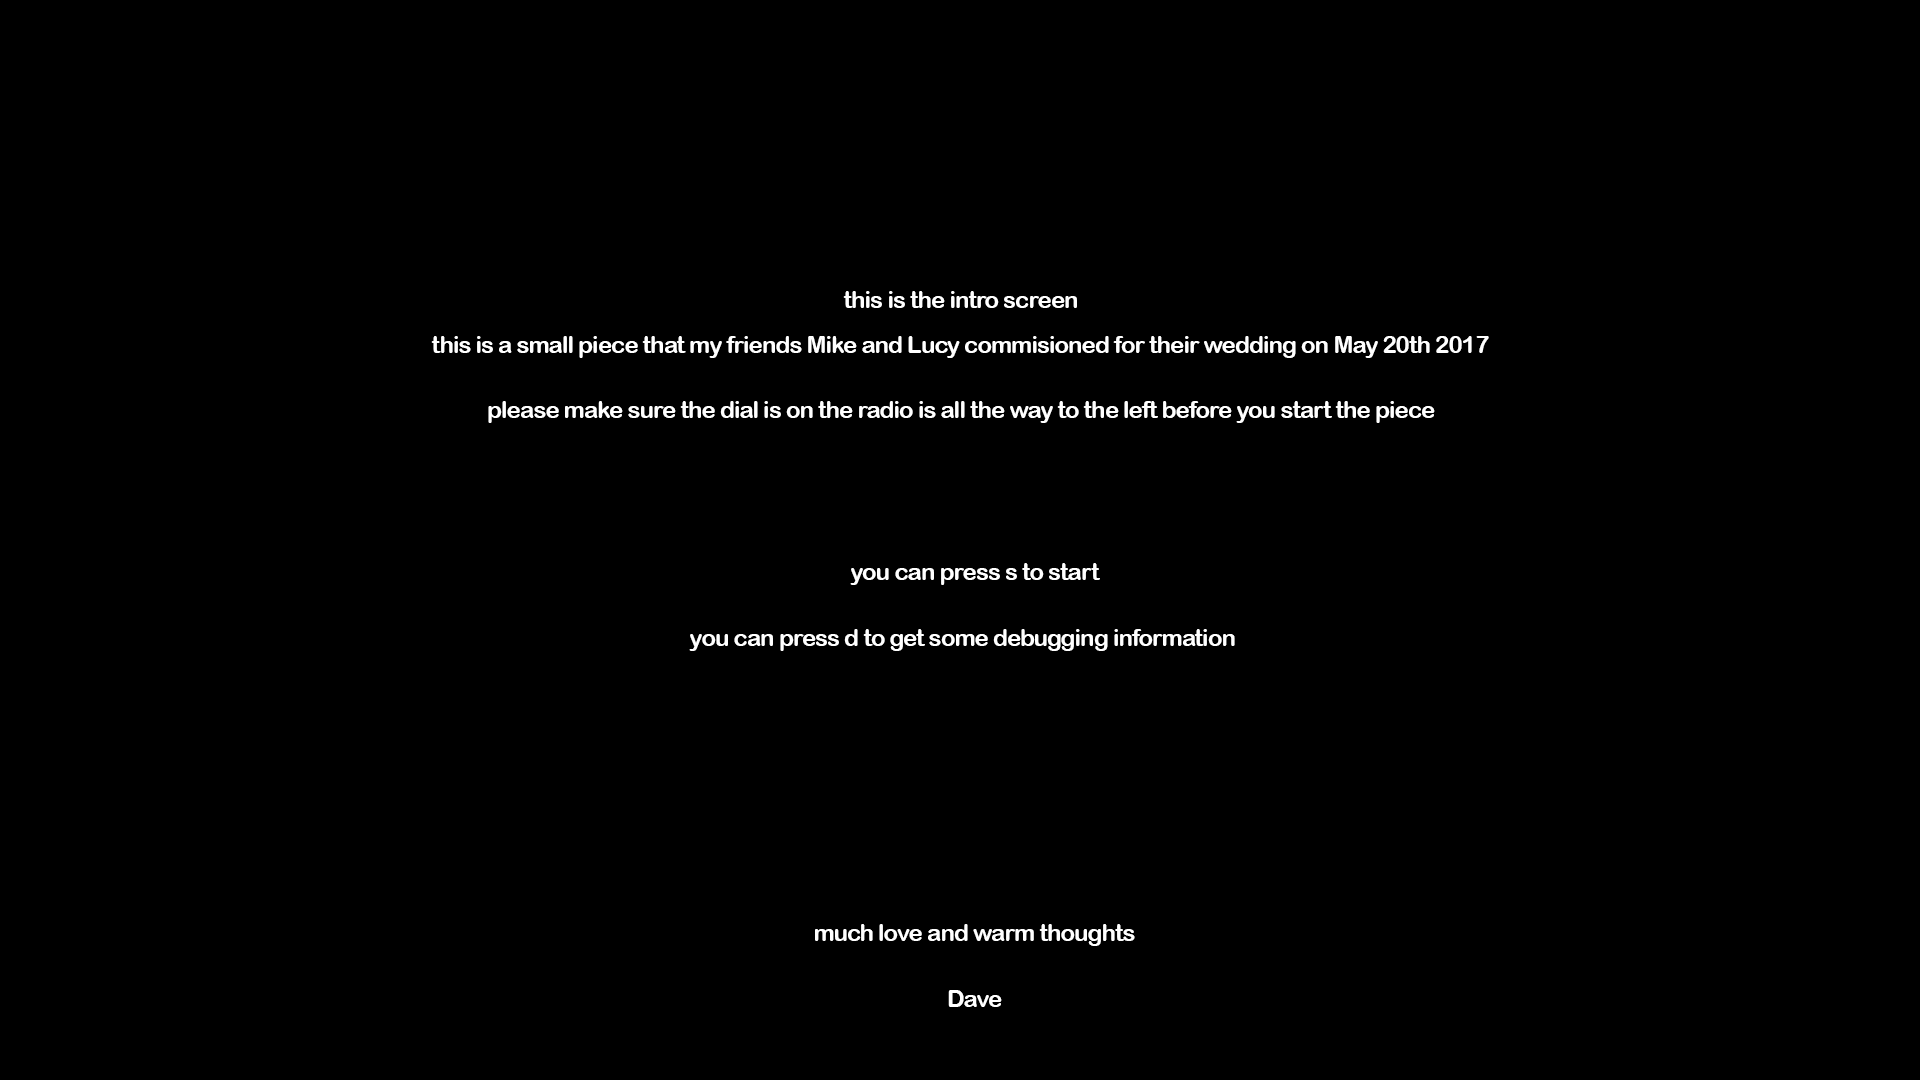 this is the intro screen
this is a small piece that my friends Mike and Lucy commisioned for their wedding on May 20th 2017
please make sure the dial is on the radio is all the way to the left before you start the piece
you can press s to start
you can press d to get some debugging information
much love and warm thoughts
Dave